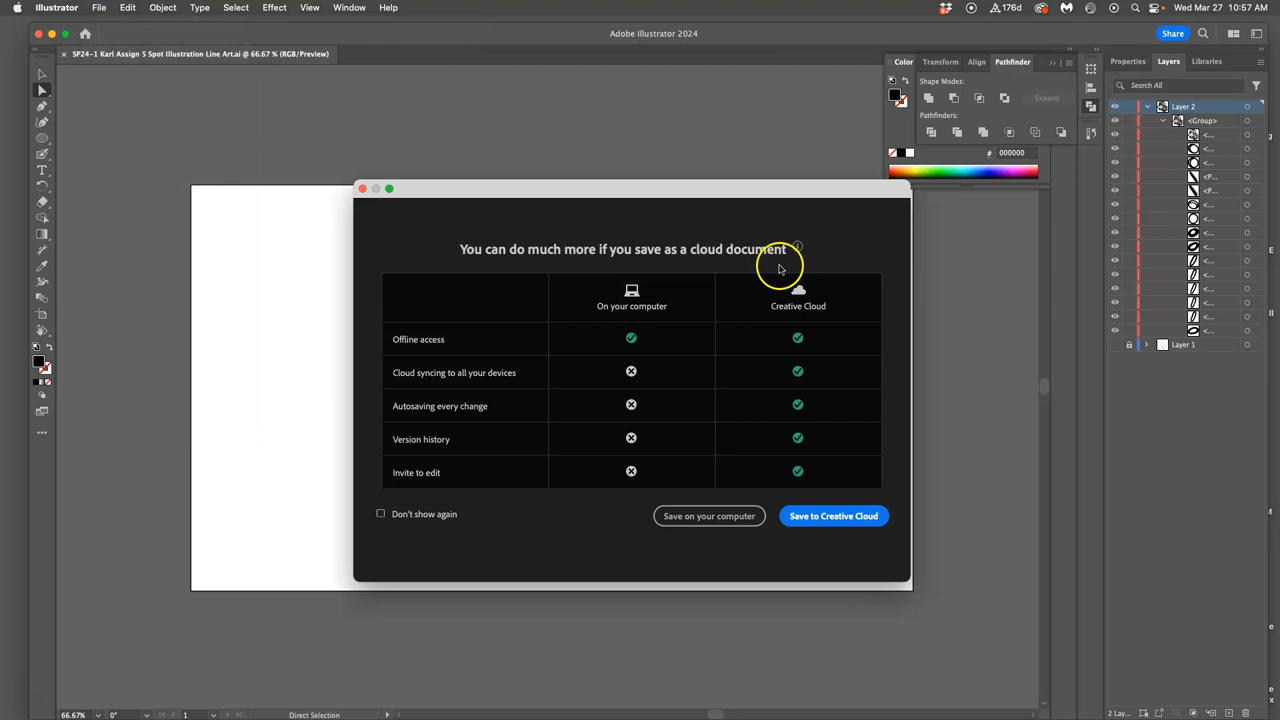 Illustrator File Edit Object Type Select Effect View Window Help 176d Wed Mar 27 10:57 AM
Adobe Illustrator 2024 Share
SP24-1 Karl Assign 5 Spot Illustration Line Art.ai @ 66.67 % (RGB/Preview)
Color Transform Align Pathfinder Properties Layers Libraries
Shape Modes: Search All
Expand Layer 2
Pathfinders: <Group>
<...
<...
# 000000 <...
<P...
<P...
<...
<...
<...
<...
<...
<...
<...
<...
<...
Layer 1
You can do much more if you save as a cloud document
On your computer Creative Cloud
Offline access
Cloud syncing to all your devices
Autosaving every change
Version history
Invite to edit
Don't show again Save on your computer Save to Creative Cloud
66.67% 0° 1 Direct Selection 2 Lay...